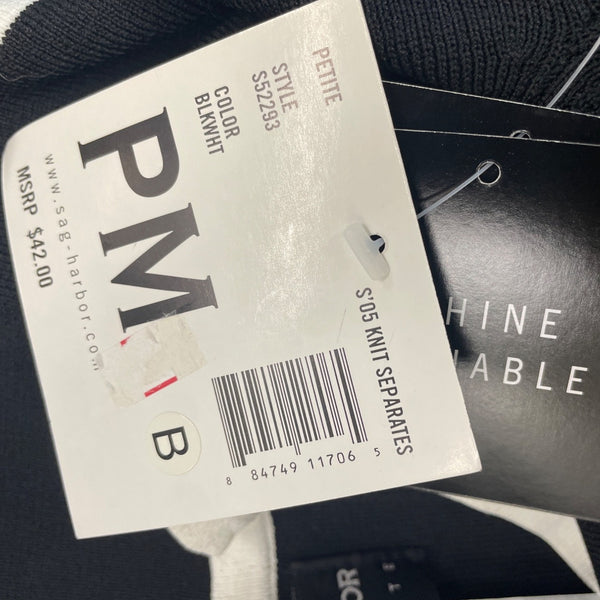 PETITE
STYLE
S52293
COLOR
BLKWHT
PM
www.sag-harbor.com
MSRP $42.00
S'05 KNIT SEPARATES
8 84749 11706 5
B
HINE
ABLE
OR